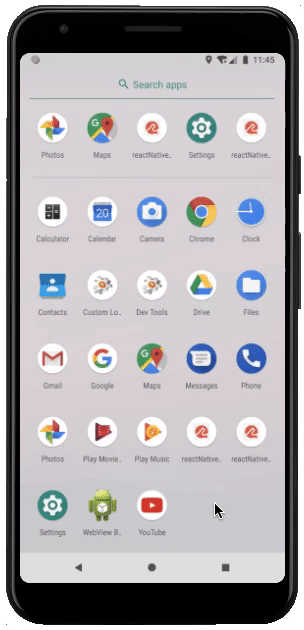 11:45
Search apps
Photos Maps reactNative.. Settings reactNative..
Calculator Calendar Camera Chrome Clock
20
Contacts Custom Lo.. Dev Tools Drive Files
Gmail Google Maps Messages Phone
Photos Play Movie.. Play Music reactNative.. reactNative..
Settings WebView B.. YouTube